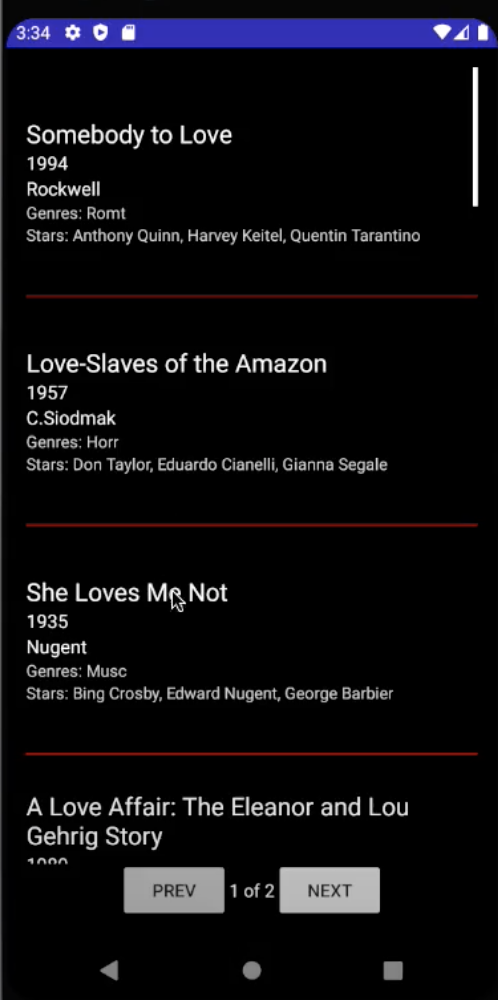 3:34
Somebody to Love
1994
Rockwell
Genres: Romt
Stars: Anthony Quinn, Harvey Keitel, Quentin Tarantino
Love-Slaves of the Amazon
1957
C.Siodmak
Genres: Horr
Stars: Don Taylor, Eduardo Cianelli, Gianna Segale
She Loves Me Not
1935
Nugent
Genres: Musc
Stars: Bing Crosby, Edward Nugent, George Barbier
A Love Affair: The Eleanor and Lou
Gehrig Story
PREV 1 of 2 NEXT